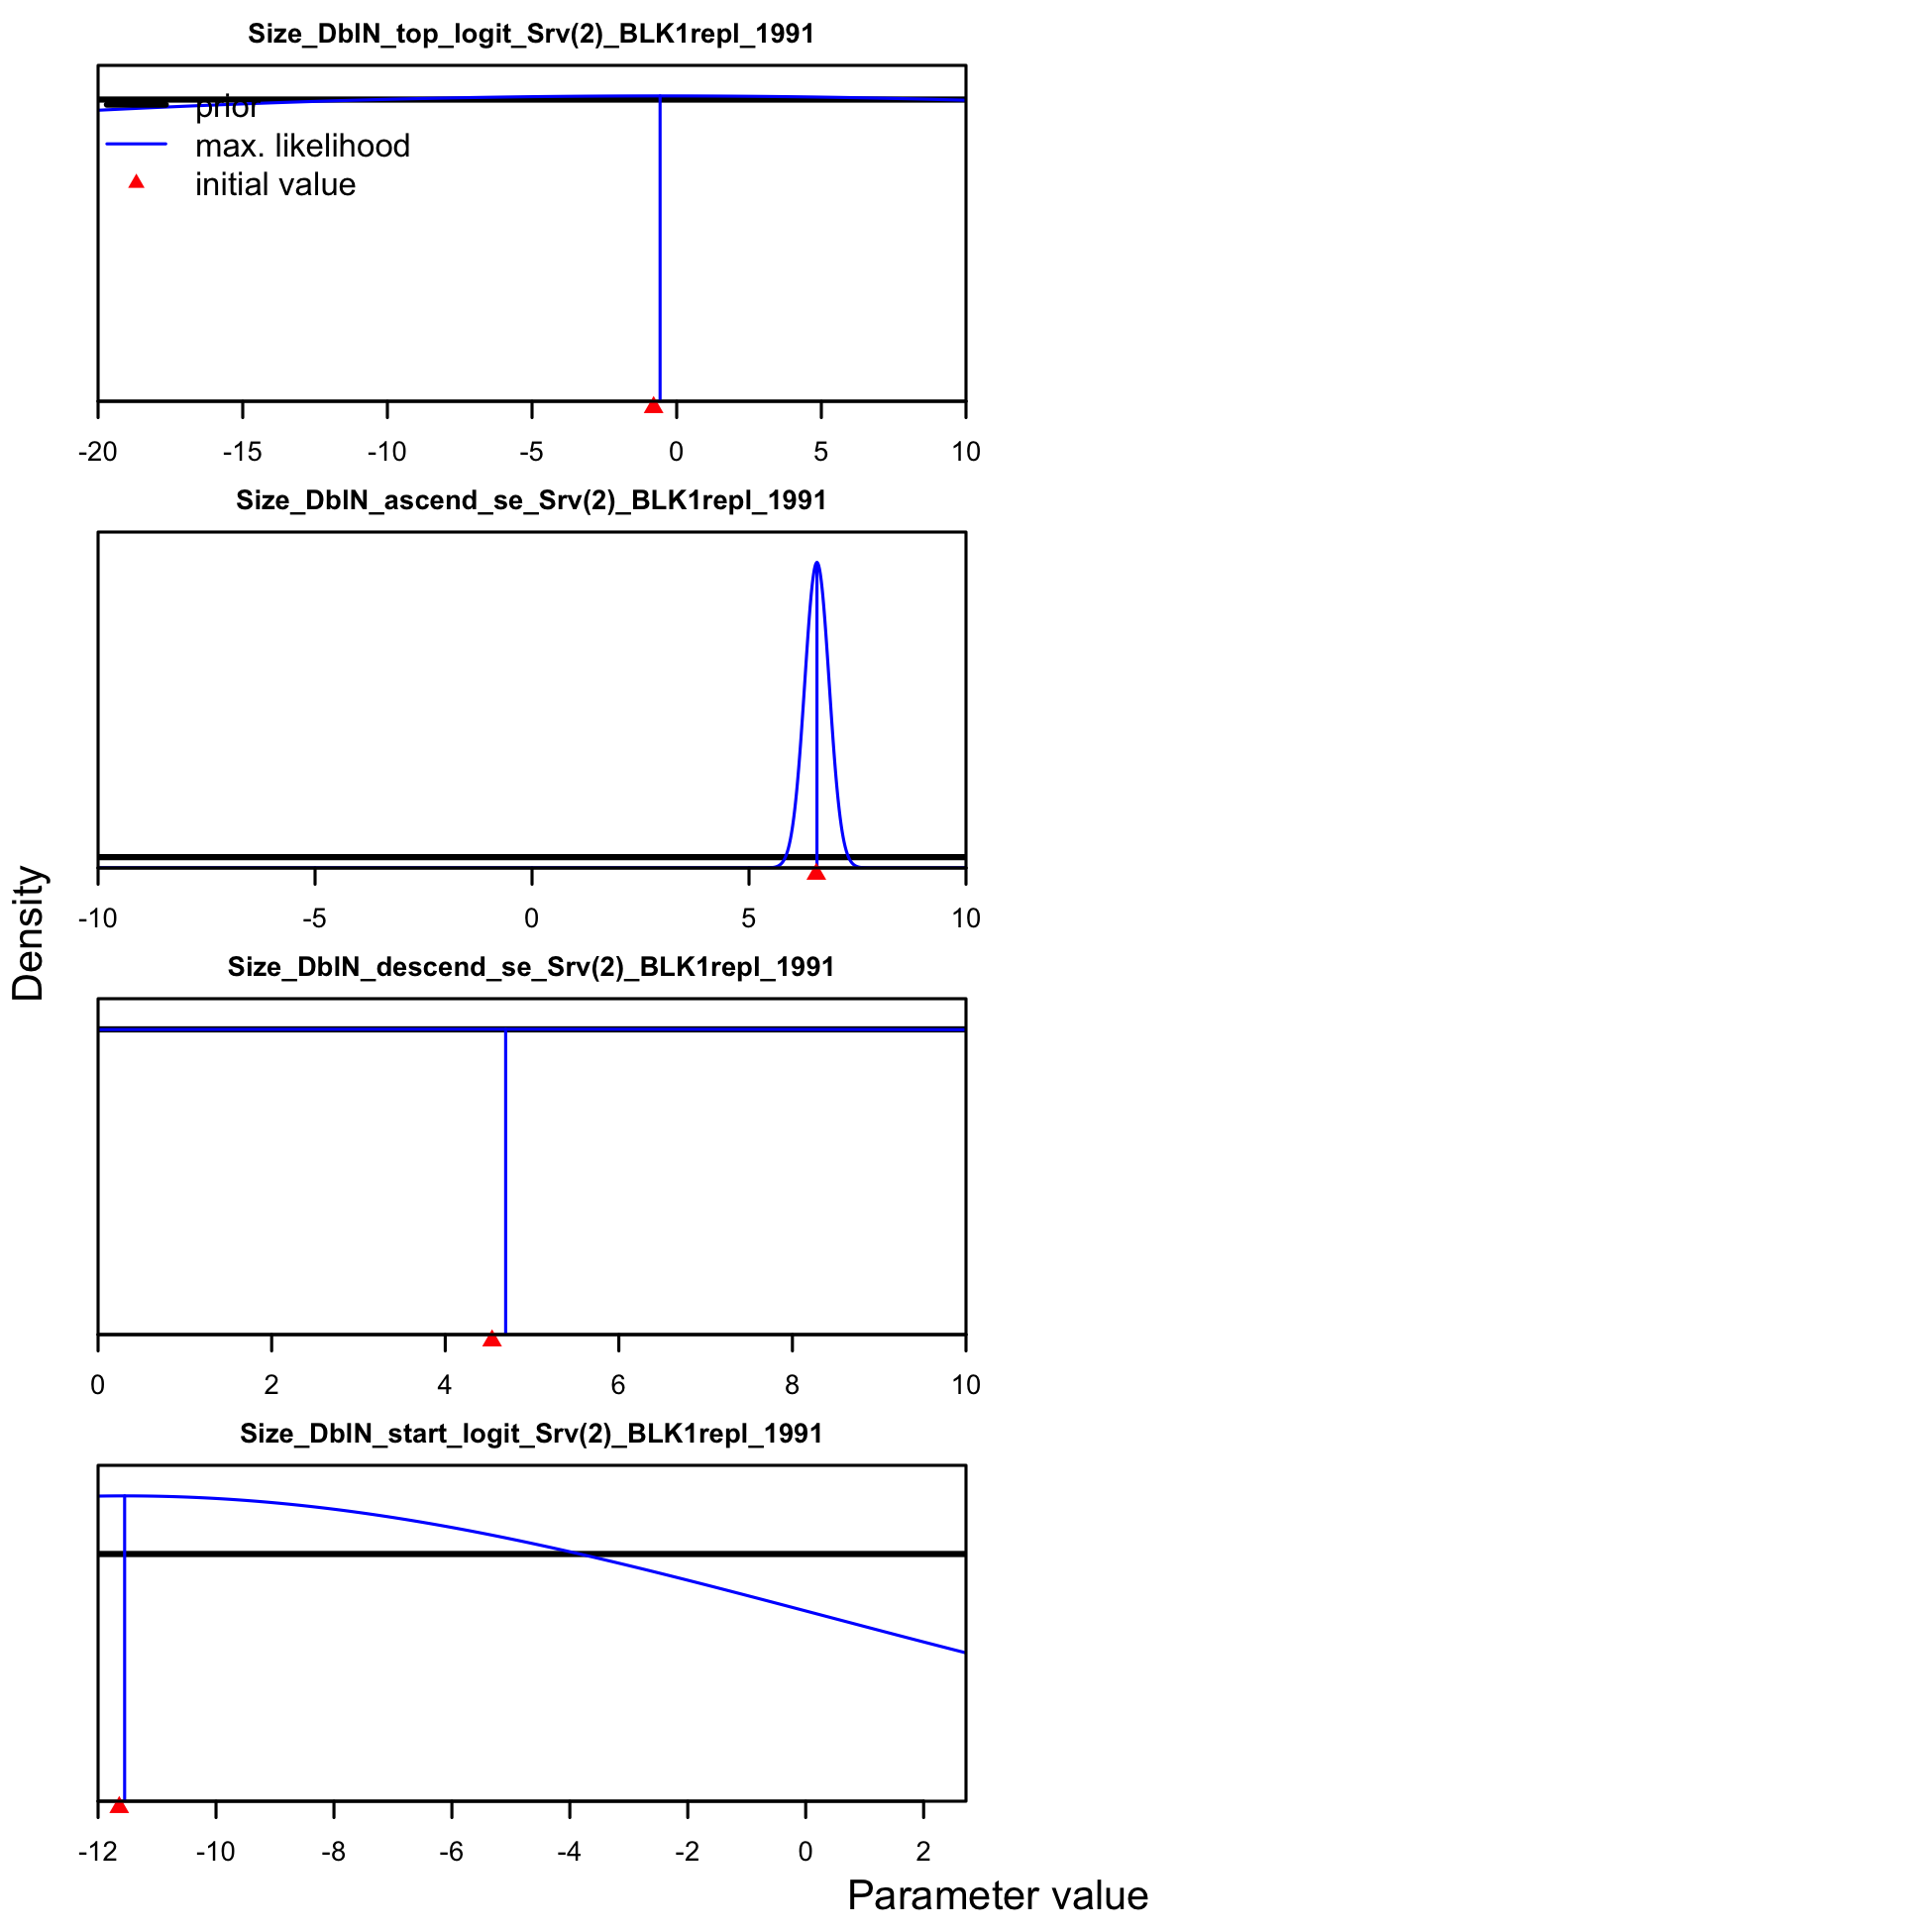 Size_DblN_top_logit_Srv(2)_BLK1repl_1991
prior
max. likelihood
initial value
-20 -15 -10 -5 0 5 10
Size_DblN_ascend_se_Srv(2)_BLK1repl_1991
-10 -5 0 5 10
Density
Size_DblN_descend_se_Srv(2)_BLK1repl_1991
0 2 4 6 8 10
Size_DblN_start_logit_Srv(2)_BLK1repl_1991
-12 -10 -8 -6 -4 -2 0 2
Parameter value